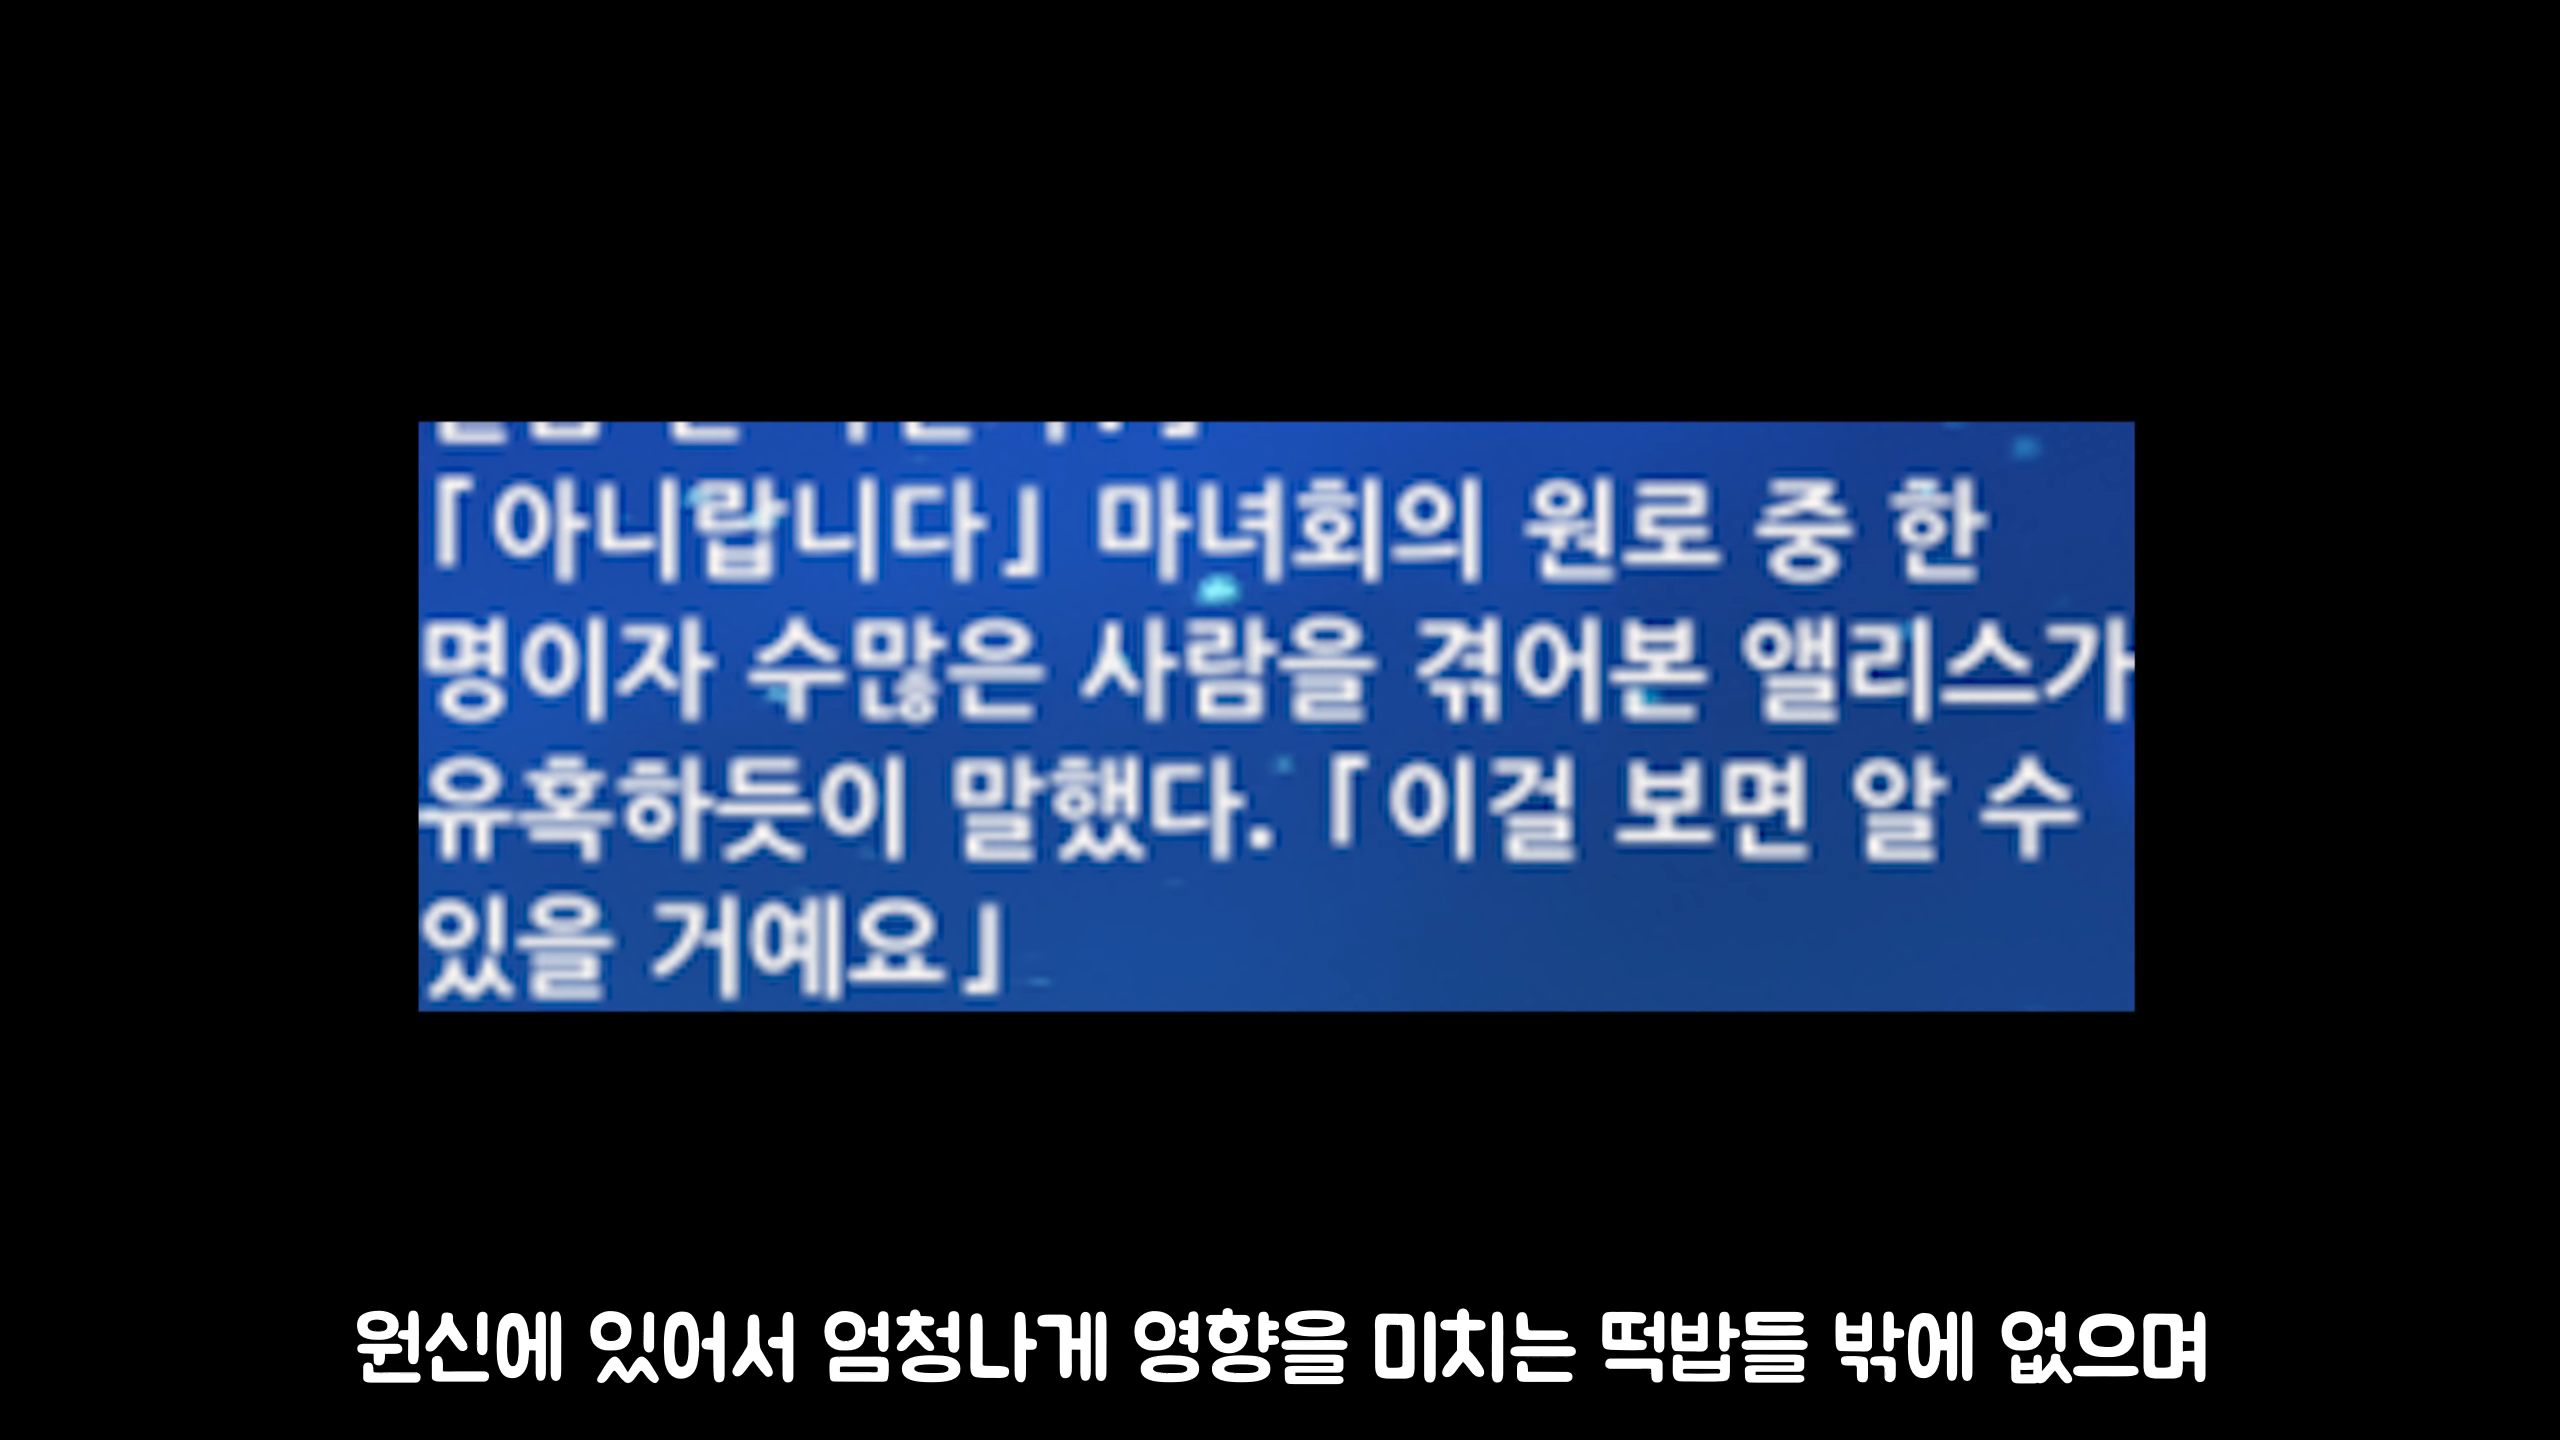 「아니랍니다」 마녀회의 원로 중 한
명이자 수많은 사람을 겪어본 앨리스가
유혹하듯이 말했다. 「이걸 보면 알 수
있을 거예요」
원신에 있어서 엄청나게 영향을 미치는 떡밥들 밖에 없으며